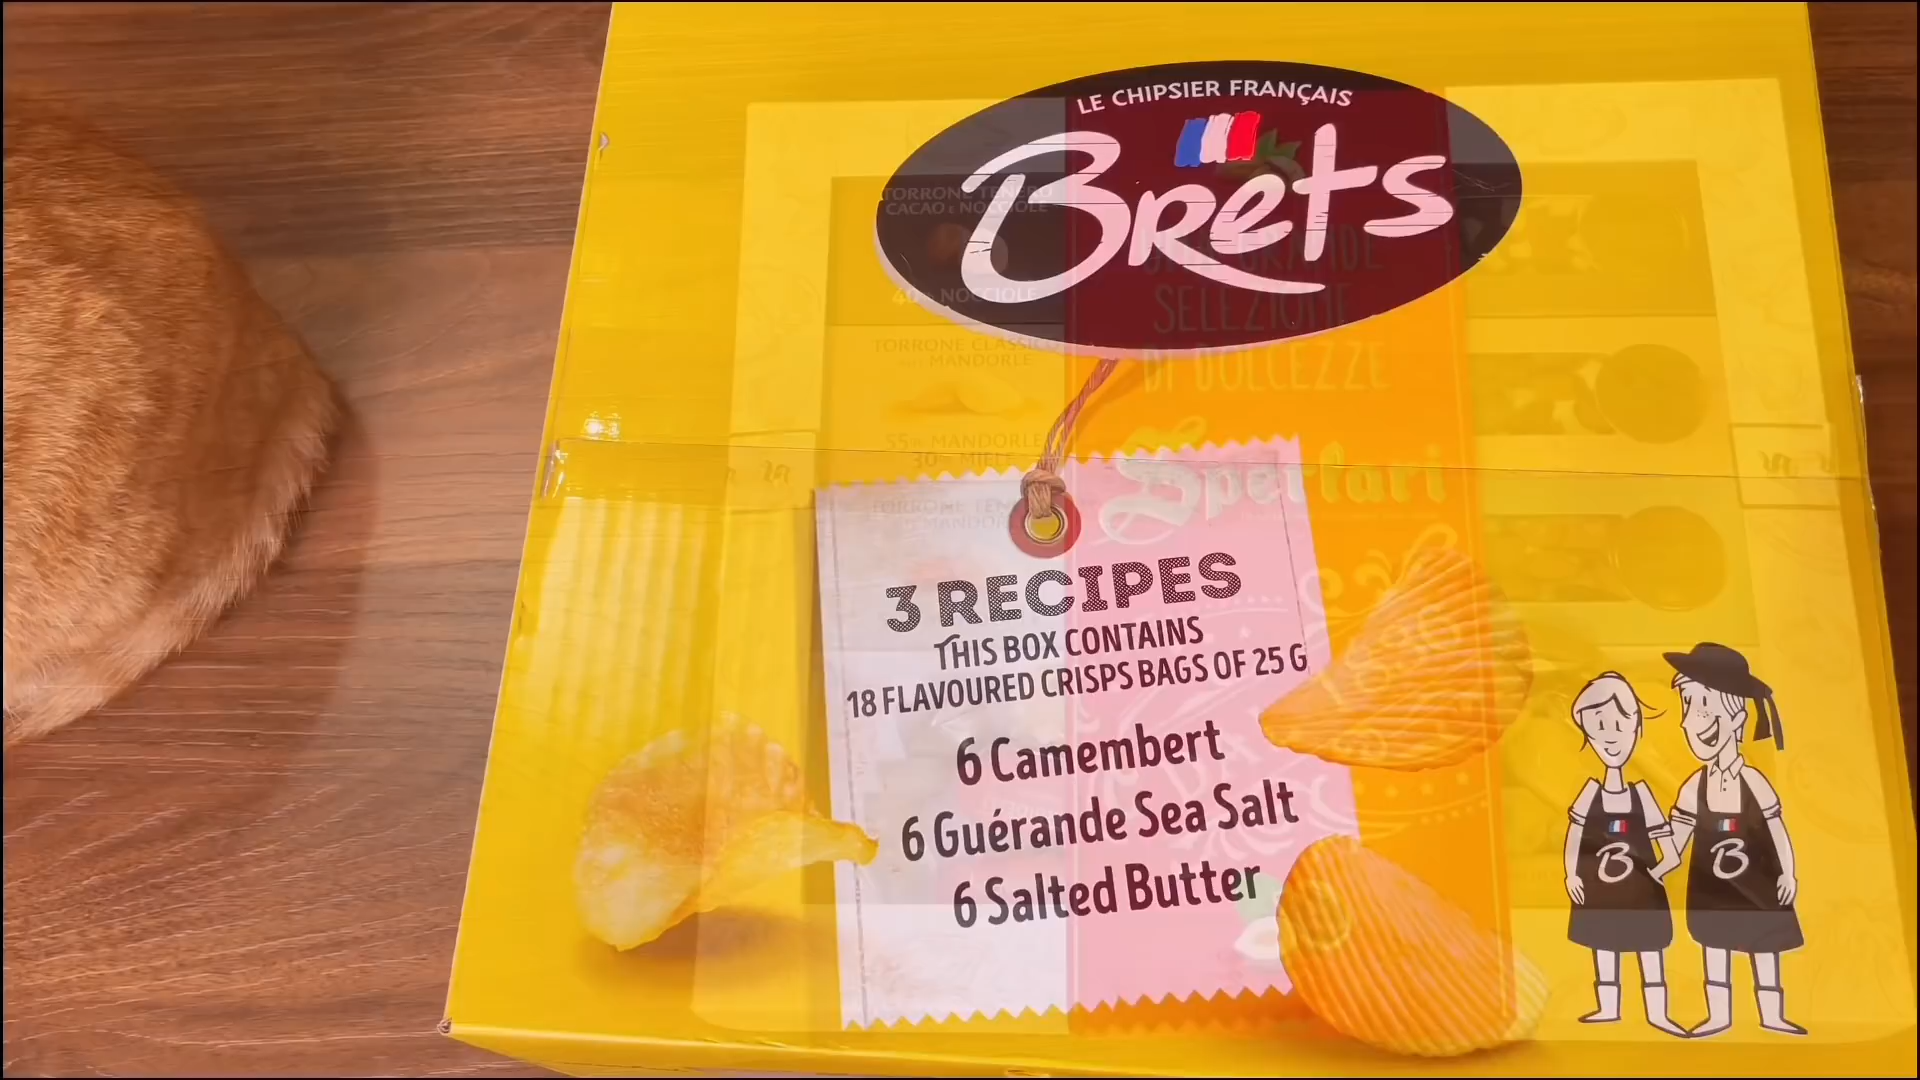 LE CHIPSIER FRANÇAIS
Brets
TORRONE TENERO
CACAO E NOCCIOLE
40% NOCCIOLE
GRANDE
SELEZIONE
DI DOLCEZZE
TORRONE CLASSICO
MANDORLE
55% MANDORLE
30% MIELE
Sperlari
TORRONE
3 RECIPES
THIS BOX CONTAINS
18 FLAVOURED CRISPS BAGS OF 25 G
6 Camembert
6 Guérande Sea Salt
6 Salted Butter
B
B